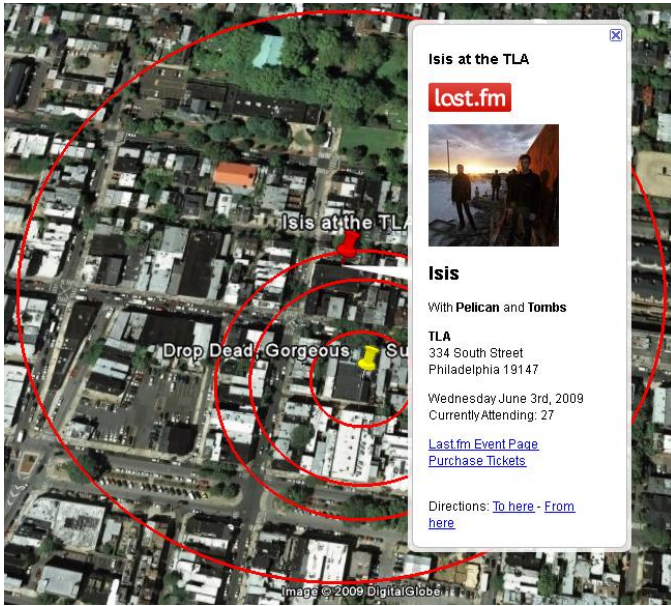 Isis at the TLA
last.fm
Isis
With Pelican and Tombs
TLA
334 South Street
Philadelphia 19147
Wednesday June 3rd, 2009
Currently Attending: 27
Last.fm Event Page
Purchase Tickets
Directions: To here - From
here
Isis at the TLA
Drop Dead, Gorgeous
Su
Image © 2009 DigitalGlobe